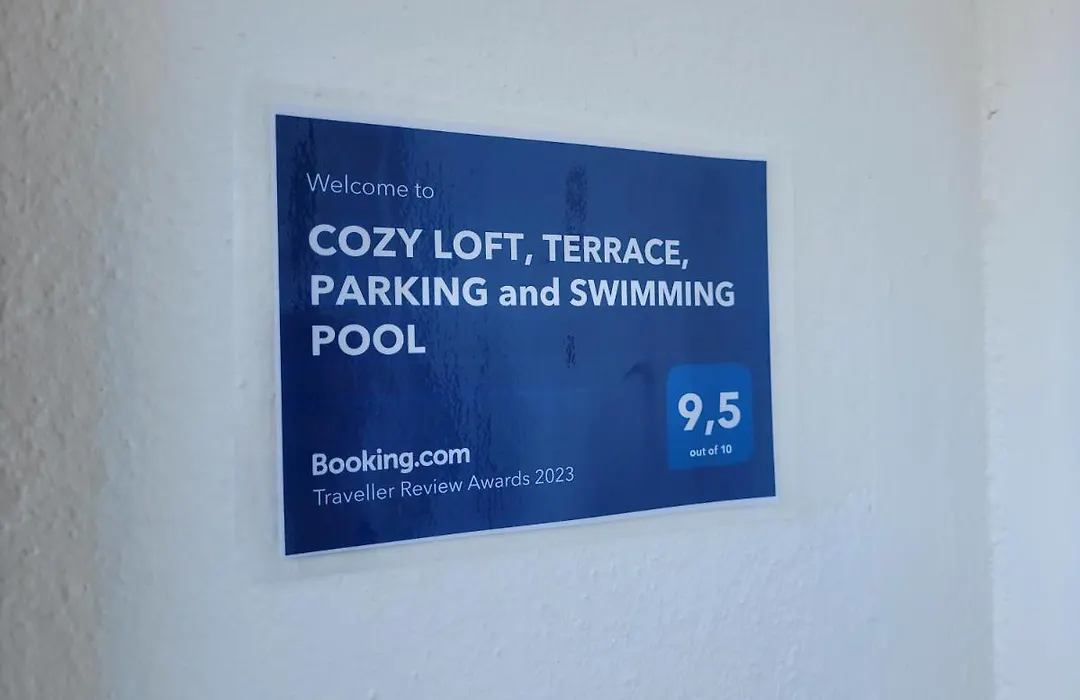 Welcome to
COZY LOFT, TERRACE,
PARKING and SWIMMING
POOL
9,5
out of 10
Booking.com
Traveller Review Awards 2023